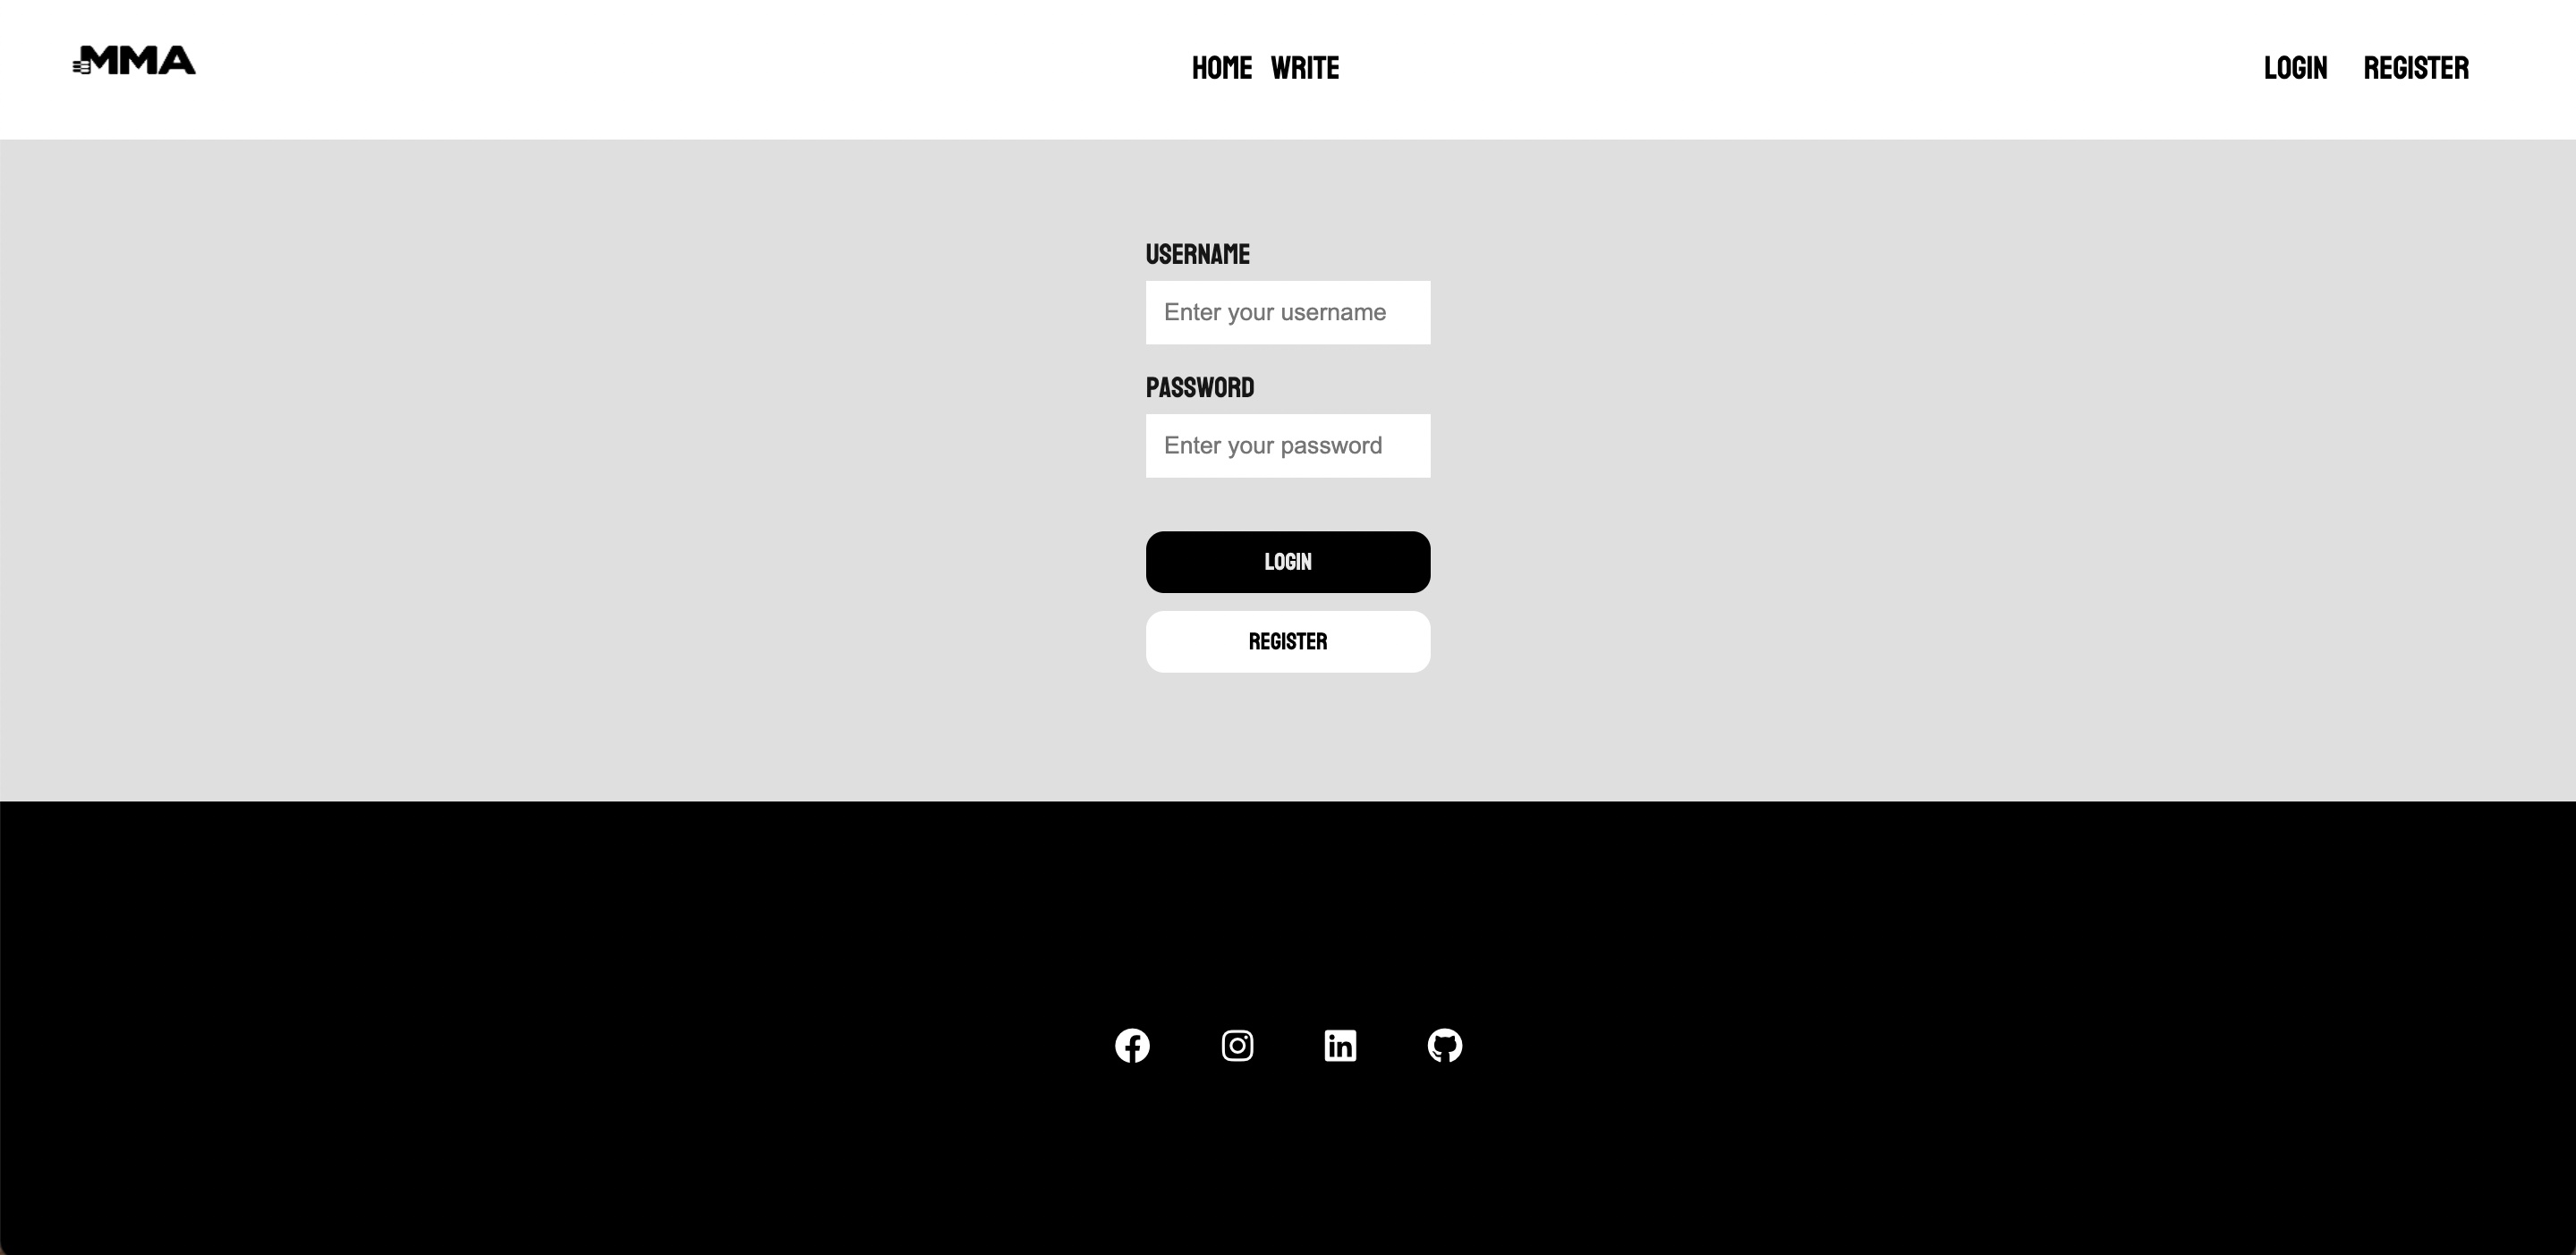 MMA
HOME WRITE
LOGIN REGISTER
USERNAME
Enter your username
PASSWORD
Enter your password
LOGIN
REGISTER